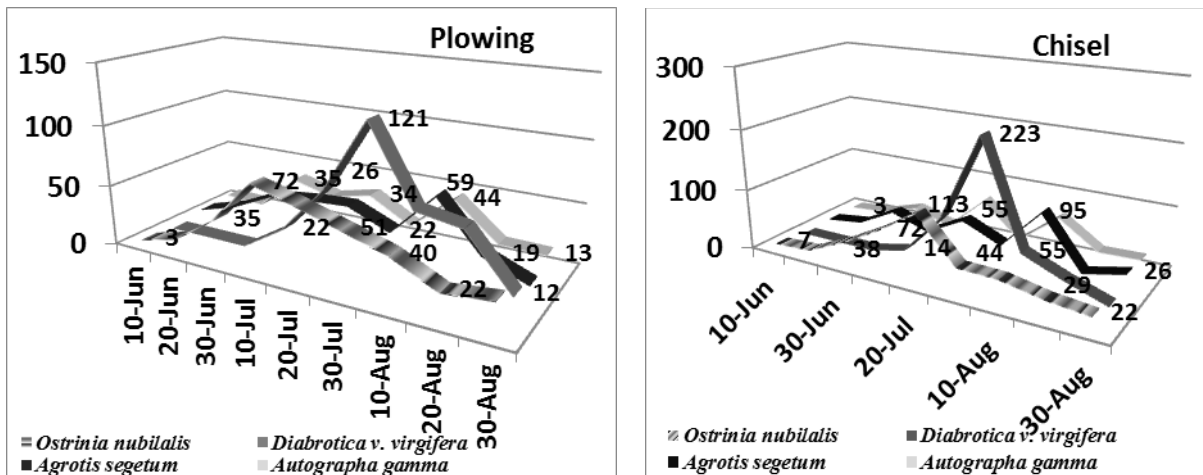 Plowing
150
100
50
0
121
72
35
26
59
44
35
34
3
22
51
22
40
19
13
22
12
10-Jun
20-Jun
30-Jun
10-Jul
20-Jul
30-Jul
10-Aug
20-Aug
30-Aug
Ostrinia nubilalis Diabrotica v. virgifera
Agrotis segetum Autographa gamma
Chisel
300
200
100
0
223
3
113
55
95
7
38
72
14
44
55
29
26
22
10-Jun
30-Jun
20-Jul
10-Aug
30-Aug
Ostrinia nubilalis Diabrotica v. virgifera
Agrotis segetum Autographa gamma